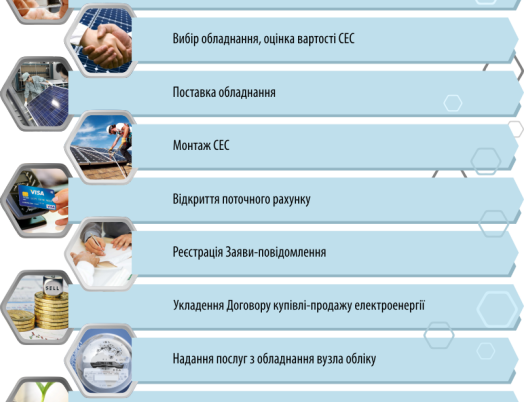 Вибір обладнання, оцінка вартості СЕС
Поставка обладнання
Монтаж СЕС
VISA
Відкриття поточного рахунку
Реєстрація Заяви-повідомлення
SELL
Укладення Договору купівлі-продажу електроенергії
Надання послуг з обладнання вузла обліку